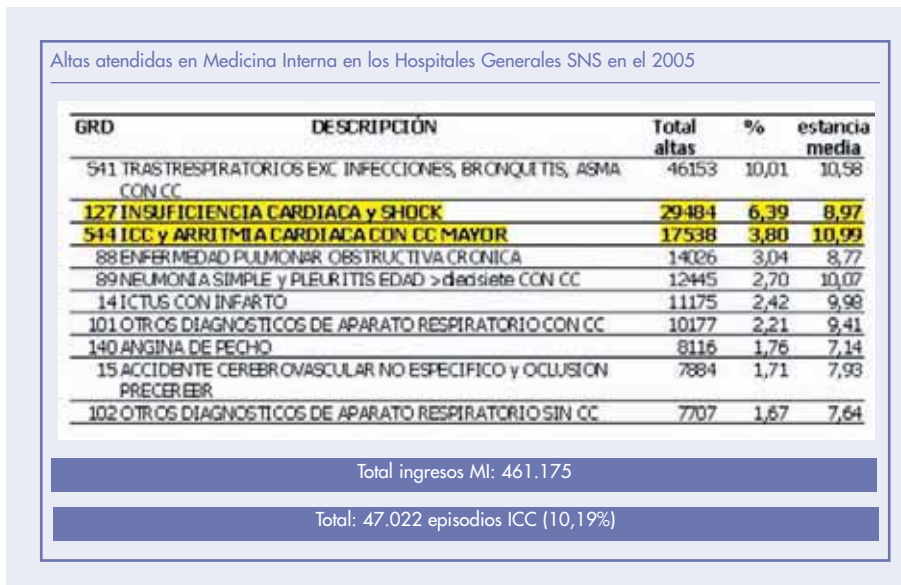 Altas atendidas en Medicina Interna en los Hospitales Generales SNS en el 2005
GRD DESCRIPCIÓN Total altas % estancia media
541 TRASTRESPIRATORIOS EXC INFECCIONES, BRONQUITIS, ASMA 46153 10,01 10,58
CON CC
127 INSUFICIENCIA CARDIACA y SHOCK 29484 6,39 8,97
544 ICC y ARRITMIA CARDIACA CON CC MAYOR 17538 3,80 10,99
88 ENFERMEDAD PULMONAR OBSTRUCTIVA CRONICA 14026 3,04 8,77
89 NEUMONIA SIMPLE y PLEURITIS EDAD >diecisiete CON CC 12445 2,70 10,07
14 ICTUS CON INFARTO 11175 2,42 9,98
101 OTROS DIAGNOSTICOS DE APARATO RESPIRATORIO CON CC 10177 2,21 9,41
140 ANGINA DE PECHO 8116 1,76 7,14
15 ACCIDENTE CEREBROVASCULAR NO ESPECIFICO y OCLUSION 7884 1,71 7,93
PRECEREBR
102 OTROS DIAGNOSTICOS DE APARATO RESPIRATORIO SIN CC 7707 1,67 7,64
Total ingresos MI: 461.175
Total: 47.022 episodios ICC (10,19%)